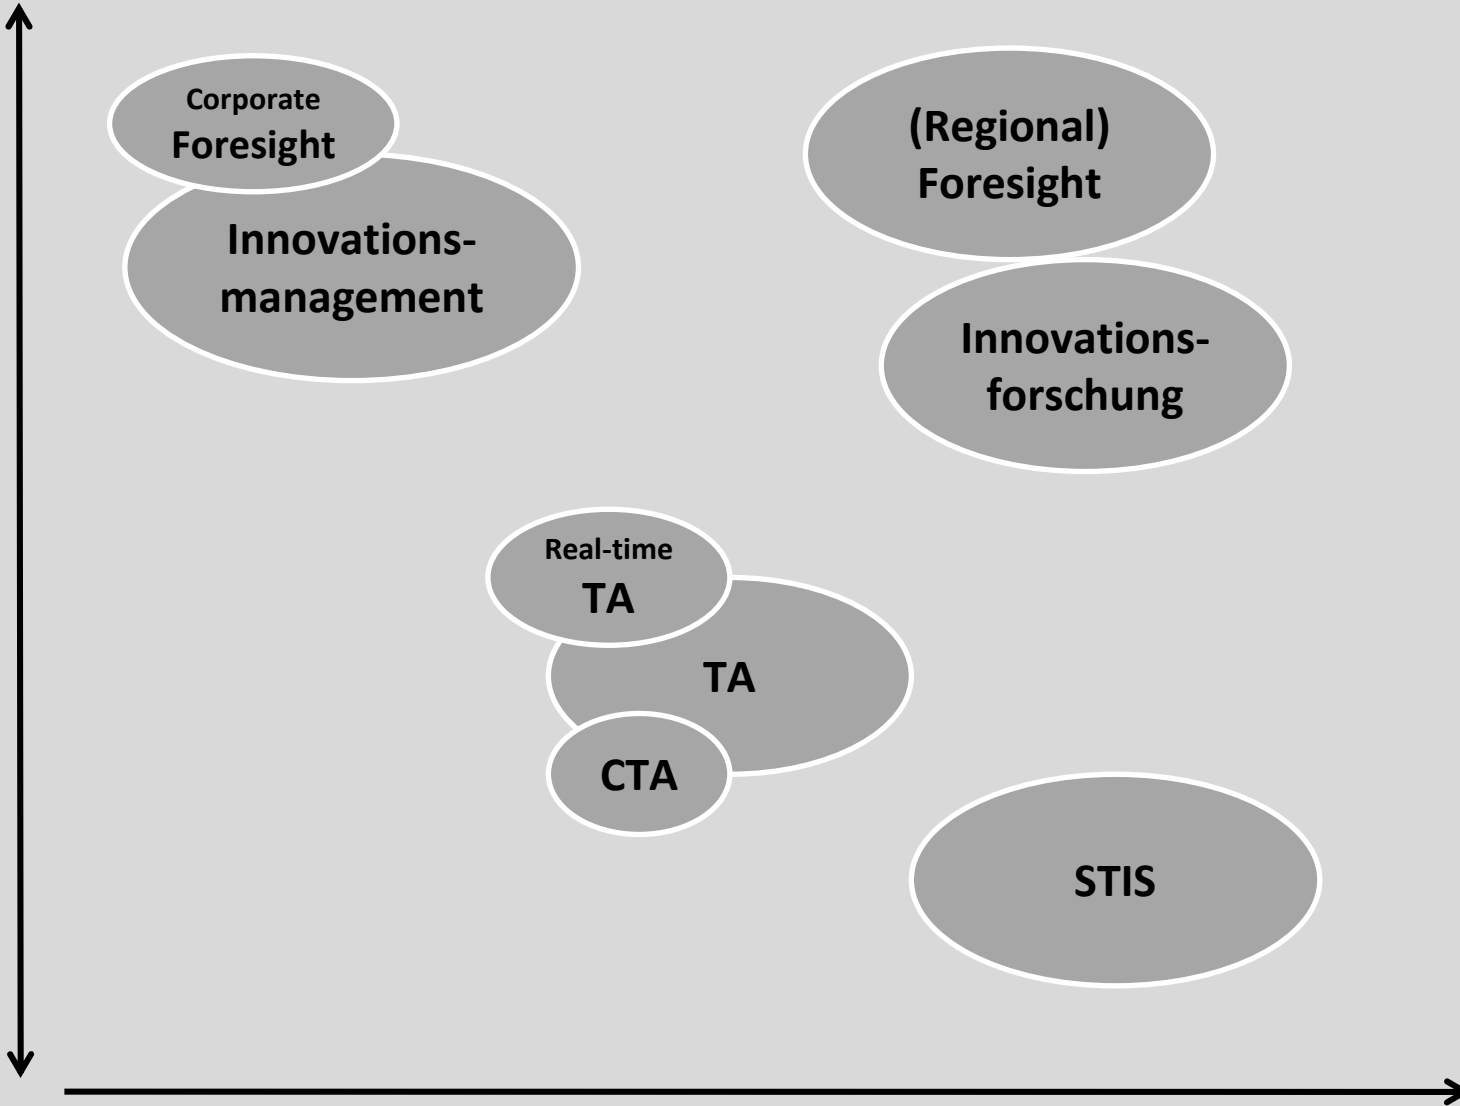 Corporate
Foresight
Innovations-
management
(Regional)
Foresight
Innovations-
forschung
Real-time
TA
TA
CTA
STIS